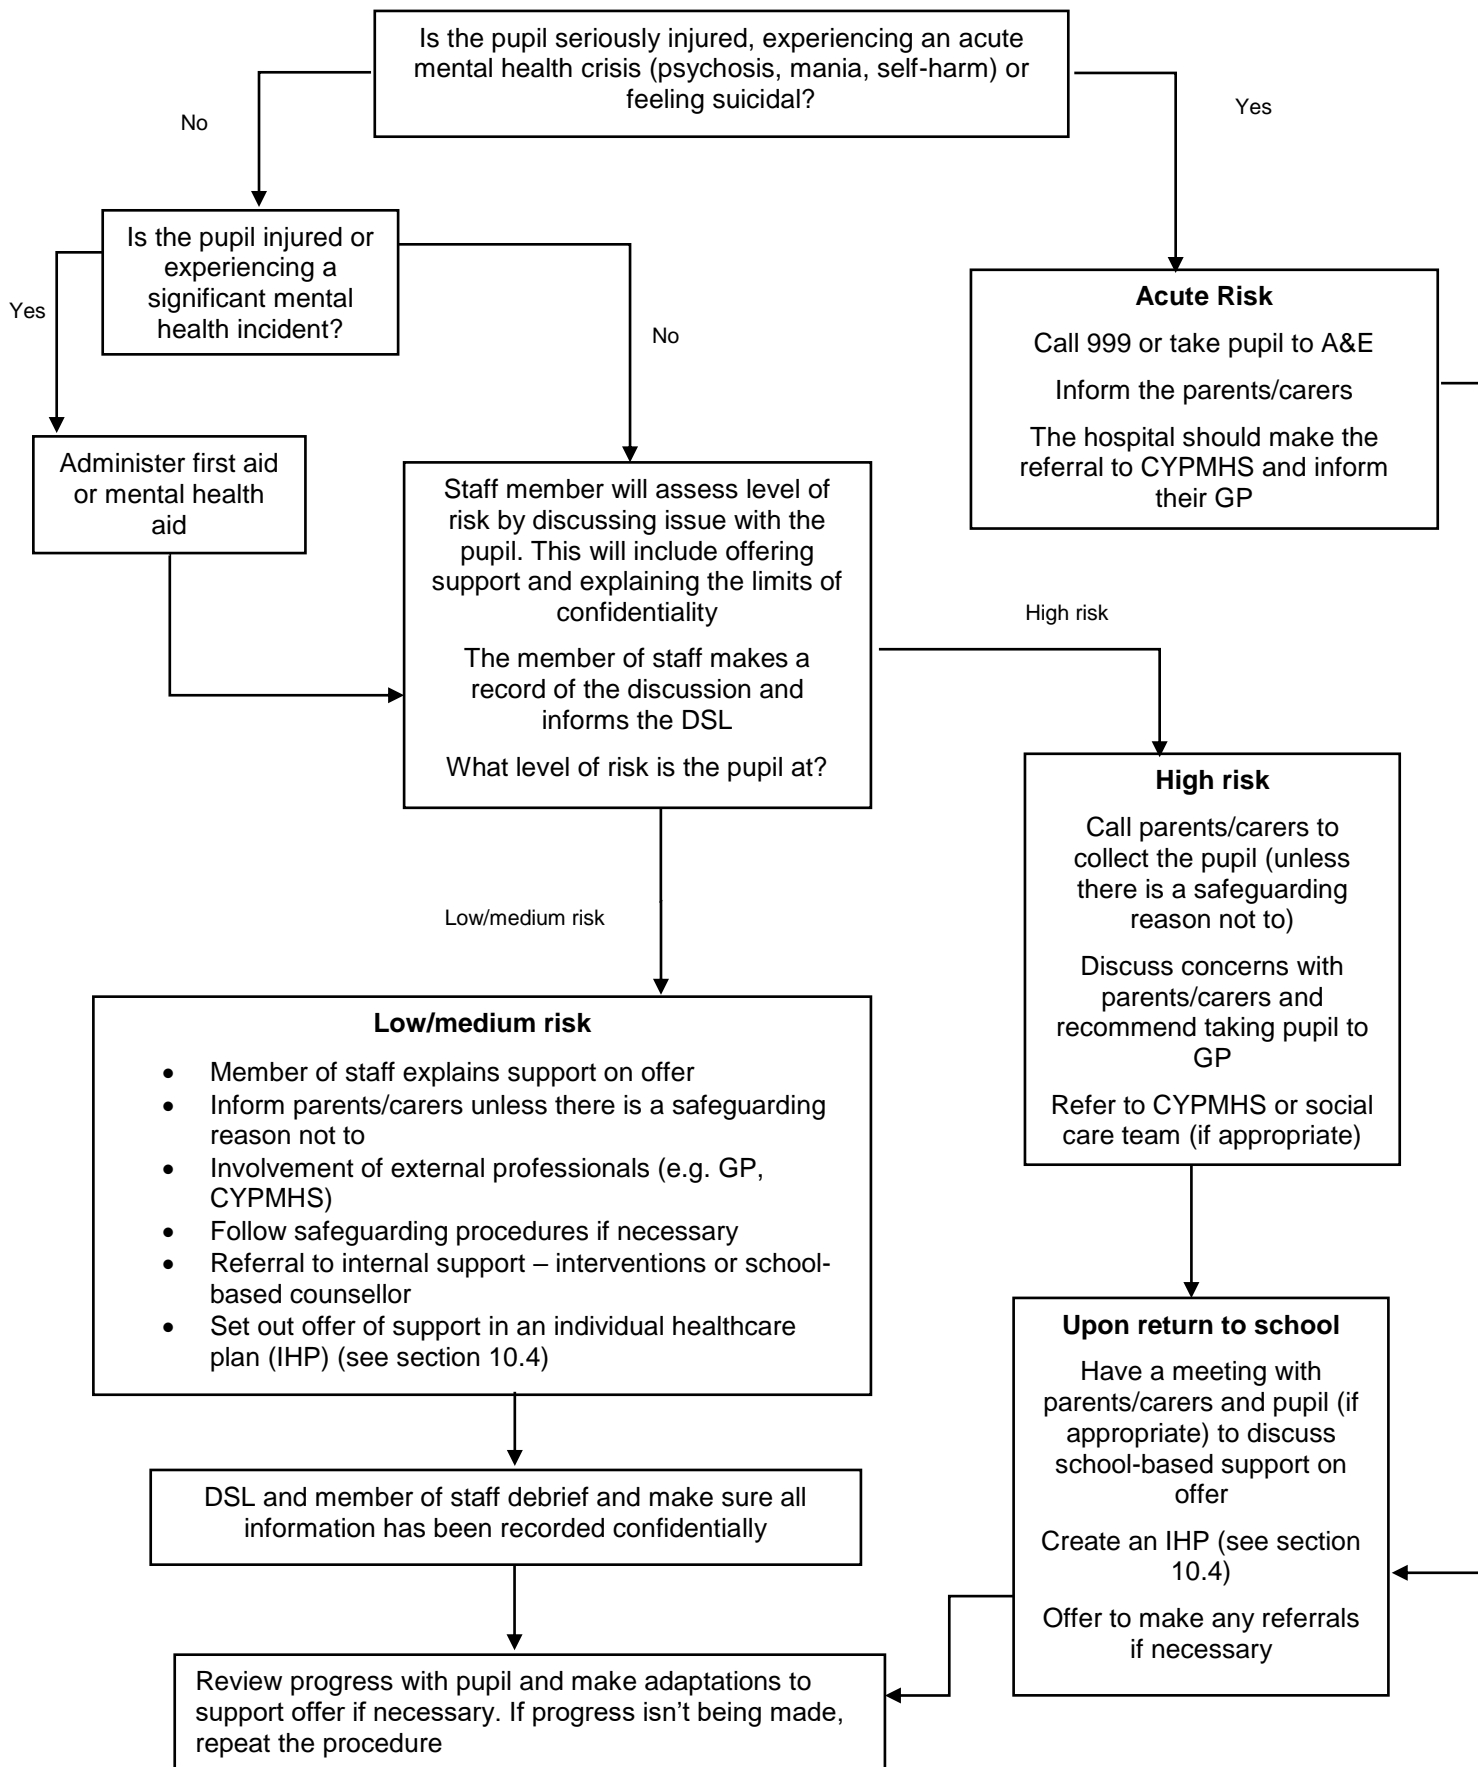 Is the pupil seriously injured, experiencing an acute
mental health crisis (psychosis, mania, self-harm) or
feeling suicidal?
No
Yes
Is the pupil injured or
experiencing a
significant mental
health incident?
Yes
No
Acute Risk
Call 999 or take pupil to A&E
Inform the parents/carers
The hospital should make the
referral to CYPMHS and inform
their GP
Administer first aid
or mental health
aid
Staff member will assess level of
risk by discussing issue with the
pupil. This will include offering
support and explaining the limits of
confidentiality
The member of staff makes a
record of the discussion and
informs the DSL
What level of risk is the pupil at?
High risk
High risk
Call parents/carers to
collect the pupil (unless
there is a safeguarding
reason not to)
Discuss concerns with
parents/carers and
recommend taking pupil to
GP
Refer to CYPMHS or social
care team (if appropriate)
Low/medium risk
Low/medium risk
• Member of staff explains support on offer
• Inform parents/carers unless there is a safeguarding
reason not to
• Involvement of external professionals (e.g. GP,
CYPMHS)
• Follow safeguarding procedures if necessary
• Referral to internal support – interventions or school-
based counsellor
• Set out offer of support in an individual healthcare
plan (IHP) (see section 10.4)
Upon return to school
Have a meeting with
parents/carers and pupil (if
appropriate) to discuss
school-based support on
offer
Create an IHP (see section
10.4)
Offer to make any referrals
if necessary
DSL and member of staff debrief and make sure all
information has been recorded confidentially
Review progress with pupil and make adaptations to
support offer if necessary. If progress isn't being made,
repeat the procedure